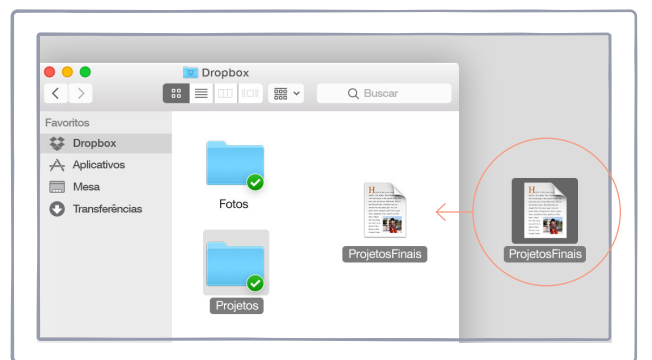 Dropbox
Buscar
Favoritos
Dropbox
Aplicativos
Mesa
Transferências
Fotos
ProjetosFinais
ProjetosFinais
Projetos